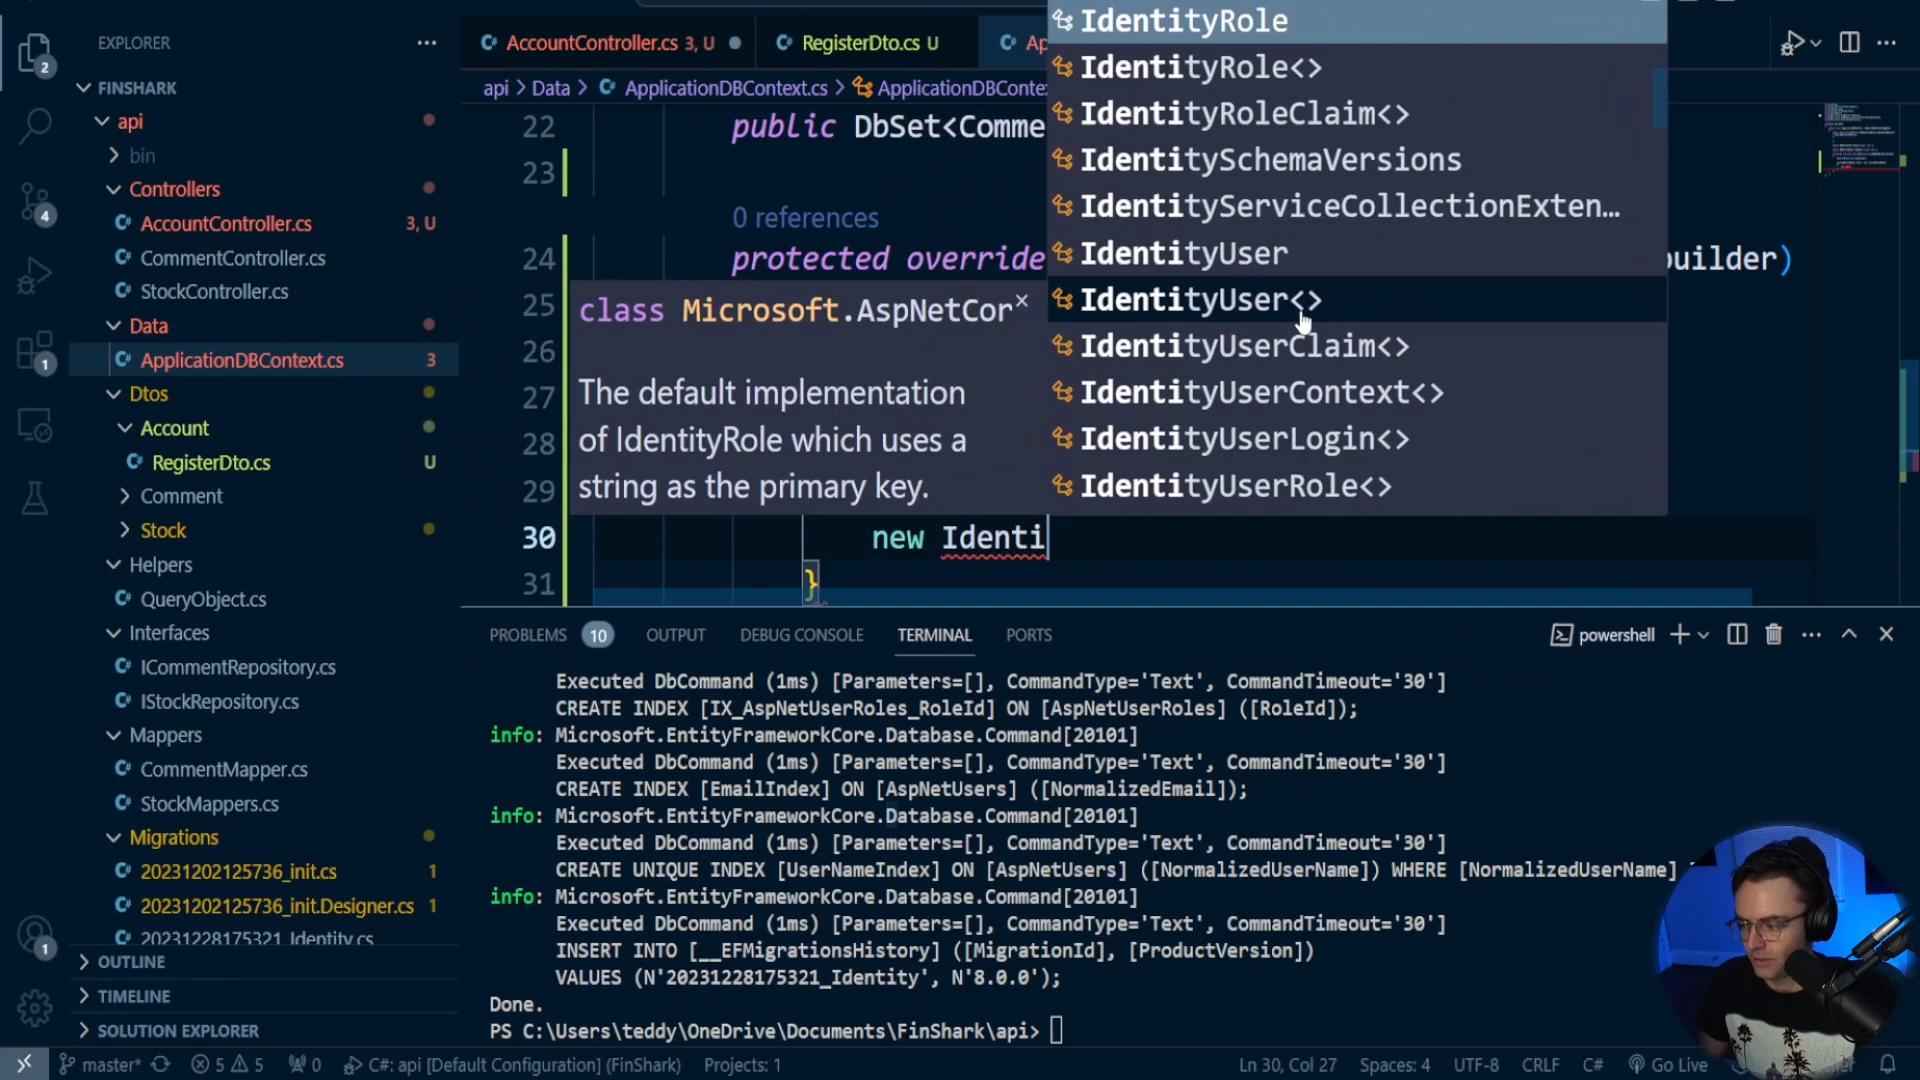 EXPLORER
2
FINSHARK
api
bin
Controllers
AccountController.cs 3, U
CommentController.cs
StockController.cs
Data
ApplicationDBContext.cs 3
Dtos
Account
RegisterDto.cs U
Comment
Stock
Helpers
QueryObject.cs
Interfaces
ICommentRepository.cs
IStockRepository.cs
Mappers
CommentMapper.cs
StockMappers.cs
Migrations
20231202125736_init.cs 1
20231202125736_init.Designer.cs 1
20231228175321_Identity.cs
OUTLINE
TIMELINE
SOLUTION EXPLORER
4
1
1
AccountController.cs 3, U
RegisterDto.cs U
Ap
api > Data > ApplicationDBContext.cs > ApplicationDBConte
22 public DbSet<Comme
23
0 references
24 protected override builder)
25
26
27
28
29
30 new Identi
31 }
class Microsoft.AspNetCor
The default implementation
of IdentityRole which uses a
string as the primary key.
IdentityRole
IdentityRole<>
IdentityRoleClaim<>
IdentitySchemaVersions
IdentityServiceCollectionExten…
IdentityUser
IdentityUser<>
IdentityUserClaim<>
IdentityUserContext<>
IdentityUserLogin<>
IdentityUserRole<>
PROBLEMS 10 OUTPUT DEBUG CONSOLE TERMINAL PORTS powershell
Executed DbCommand (1ms) [Parameters=[], CommandType='Text', CommandTimeout='30']
CREATE INDEX [IX_AspNetUserRoles_RoleId] ON [AspNetUserRoles] ([RoleId]);
info: Microsoft.EntityFrameworkCore.Database.Command[20101]
Executed DbCommand (1ms) [Parameters=[], CommandType='Text', CommandTimeout='30']
CREATE INDEX [EmailIndex] ON [AspNetUsers] ([NormalizedEmail]);
info: Microsoft.EntityFrameworkCore.Database.Command[20101]
Executed DbCommand (1ms) [Parameters=[], CommandType='Text', CommandTimeout='30']
CREATE UNIQUE INDEX [UserNameIndex] ON [AspNetUsers] ([NormalizedUserName]) WHERE [NormalizedUserName]
info: Microsoft.EntityFrameworkCore.Database.Command[20101]
Executed DbCommand (1ms) [Parameters=[], CommandType='Text', CommandTimeout='30']
INSERT INTO [__EFMigrationsHistory] ([MigrationId], [ProductVersion])
VALUES (N'20231228175321_Identity', N'8.0.0');
Done.
PS C:\Users\teddy\OneDrive\Documents\FinShark\api>
master* 5 5 0 C#: api [Default Configuration] (FinShark) Projects: 1 Ln 30, Col 27 Spaces: 4 UTF-8 CRLF C# Go Live